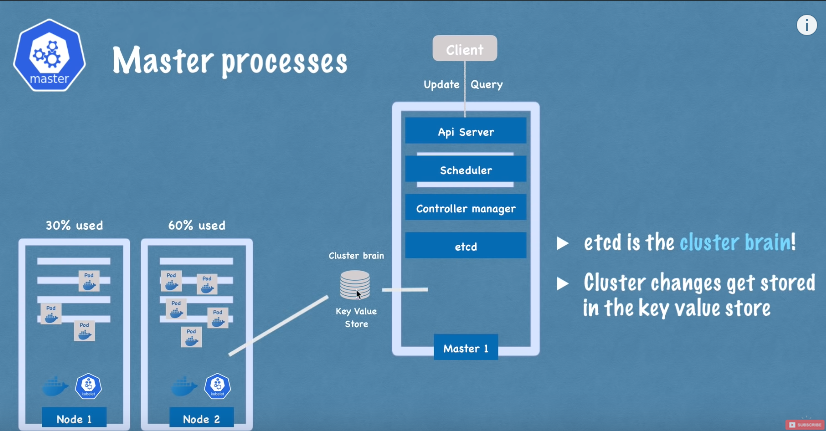 master
Master processes
i
Client
Update Query
Api Server
Scheduler
Controller manager
etcd
Master 1
30% used
60% used
Pod
Pod
Pod
Pod
Pod
Pod
Pod
Pod
kubelet
kubelet
Node 1
Node 2
Cluster brain
Key Value
Store
etcd is the cluster brain!
Cluster changes get stored
in the key value store
SUBSCRIBE